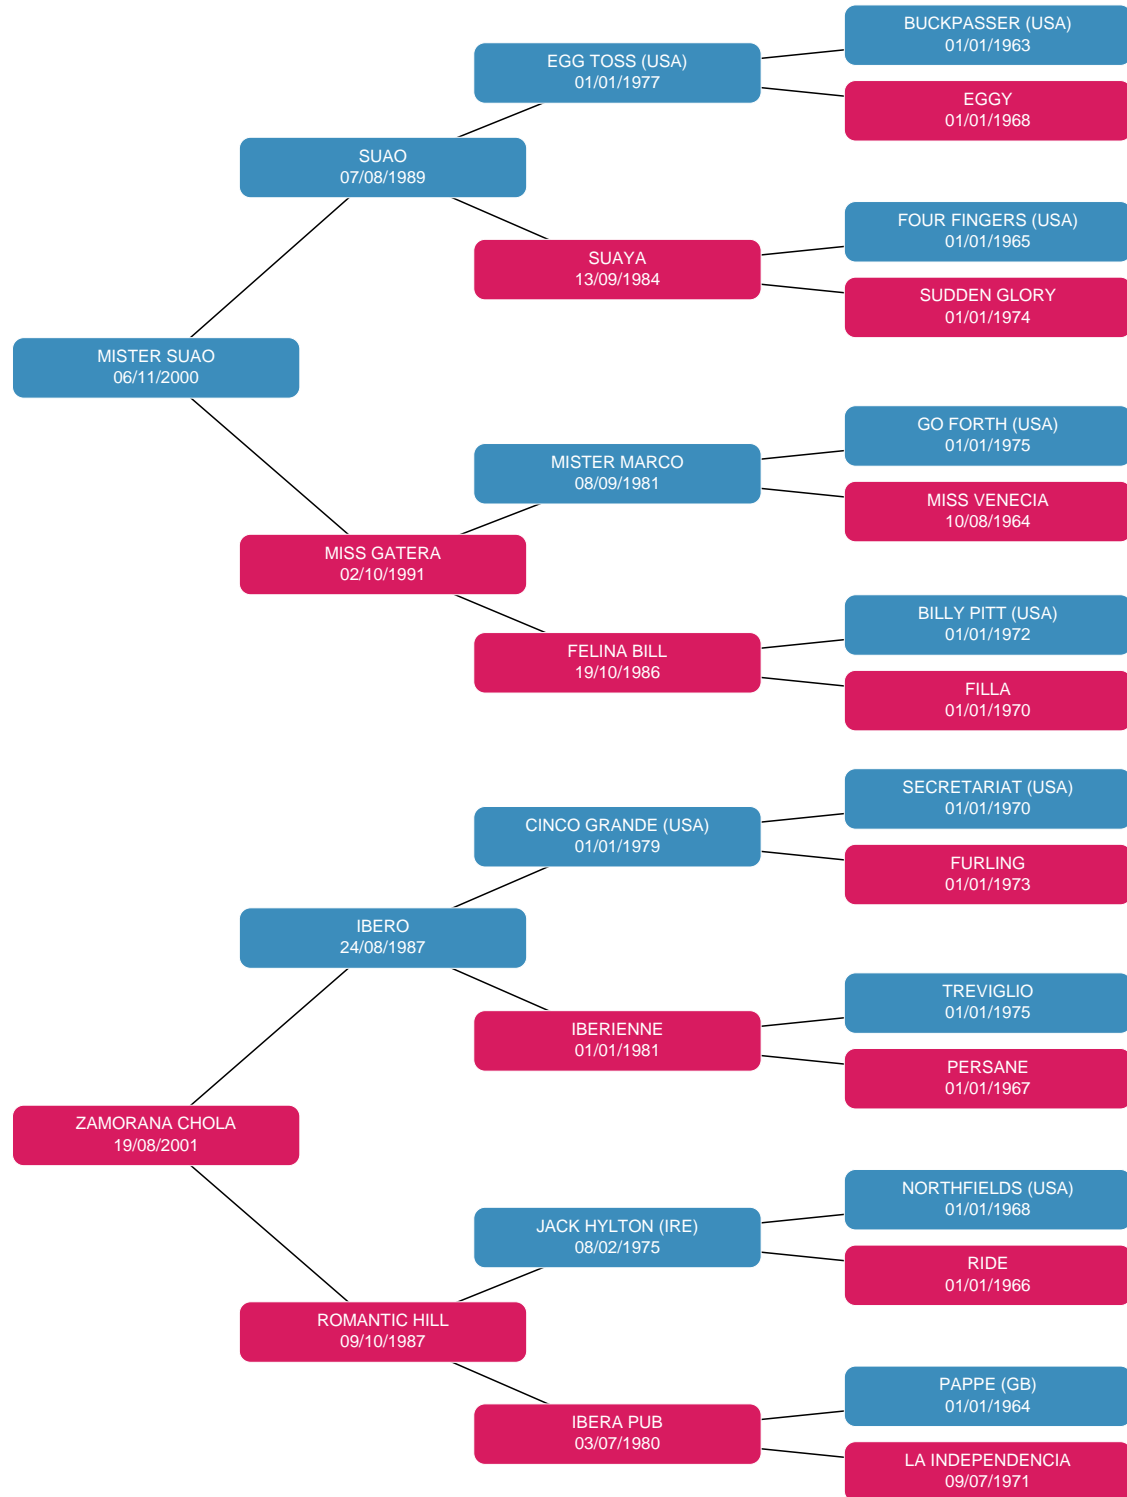 BUCKPASSER (USA)
01/01/1963
EGG TOSS (USA)
01/01/1977
EGGY
01/01/1968
SUAO
07/08/1989
FOUR FINGERS (USA)
01/01/1965
SUAYA
13/09/1984
SUDDEN GLORY
01/01/1974
MISTER SUAO
06/11/2000
GO FORTH (USA)
01/01/1975
MISTER MARCO
08/09/1981
MISS VENECIA
10/08/1964
MISS GATERA
02/10/1991
BILLY PITT (USA)
01/01/1972
FELINA BILL
19/10/1986
FILLA
01/01/1970
SECRETARIAT (USA)
01/01/1970
CINCO GRANDE (USA)
01/01/1979
FURLING
01/01/1973
IBERO
24/08/1987
TREVIGLIO
01/01/1975
IBERIENNE
01/01/1981
PERSANE
01/01/1967
ZAMORANA CHOLA
19/08/2001
NORTHFIELDS (USA)
01/01/1968
JACK HYLTON (IRE)
08/02/1975
RIDE
01/01/1966
ROMANTIC HILL
09/10/1987
PAPPE (GB)
01/01/1964
IBERA PUB
03/07/1980
LA INDEPENDENCIA
09/07/1971